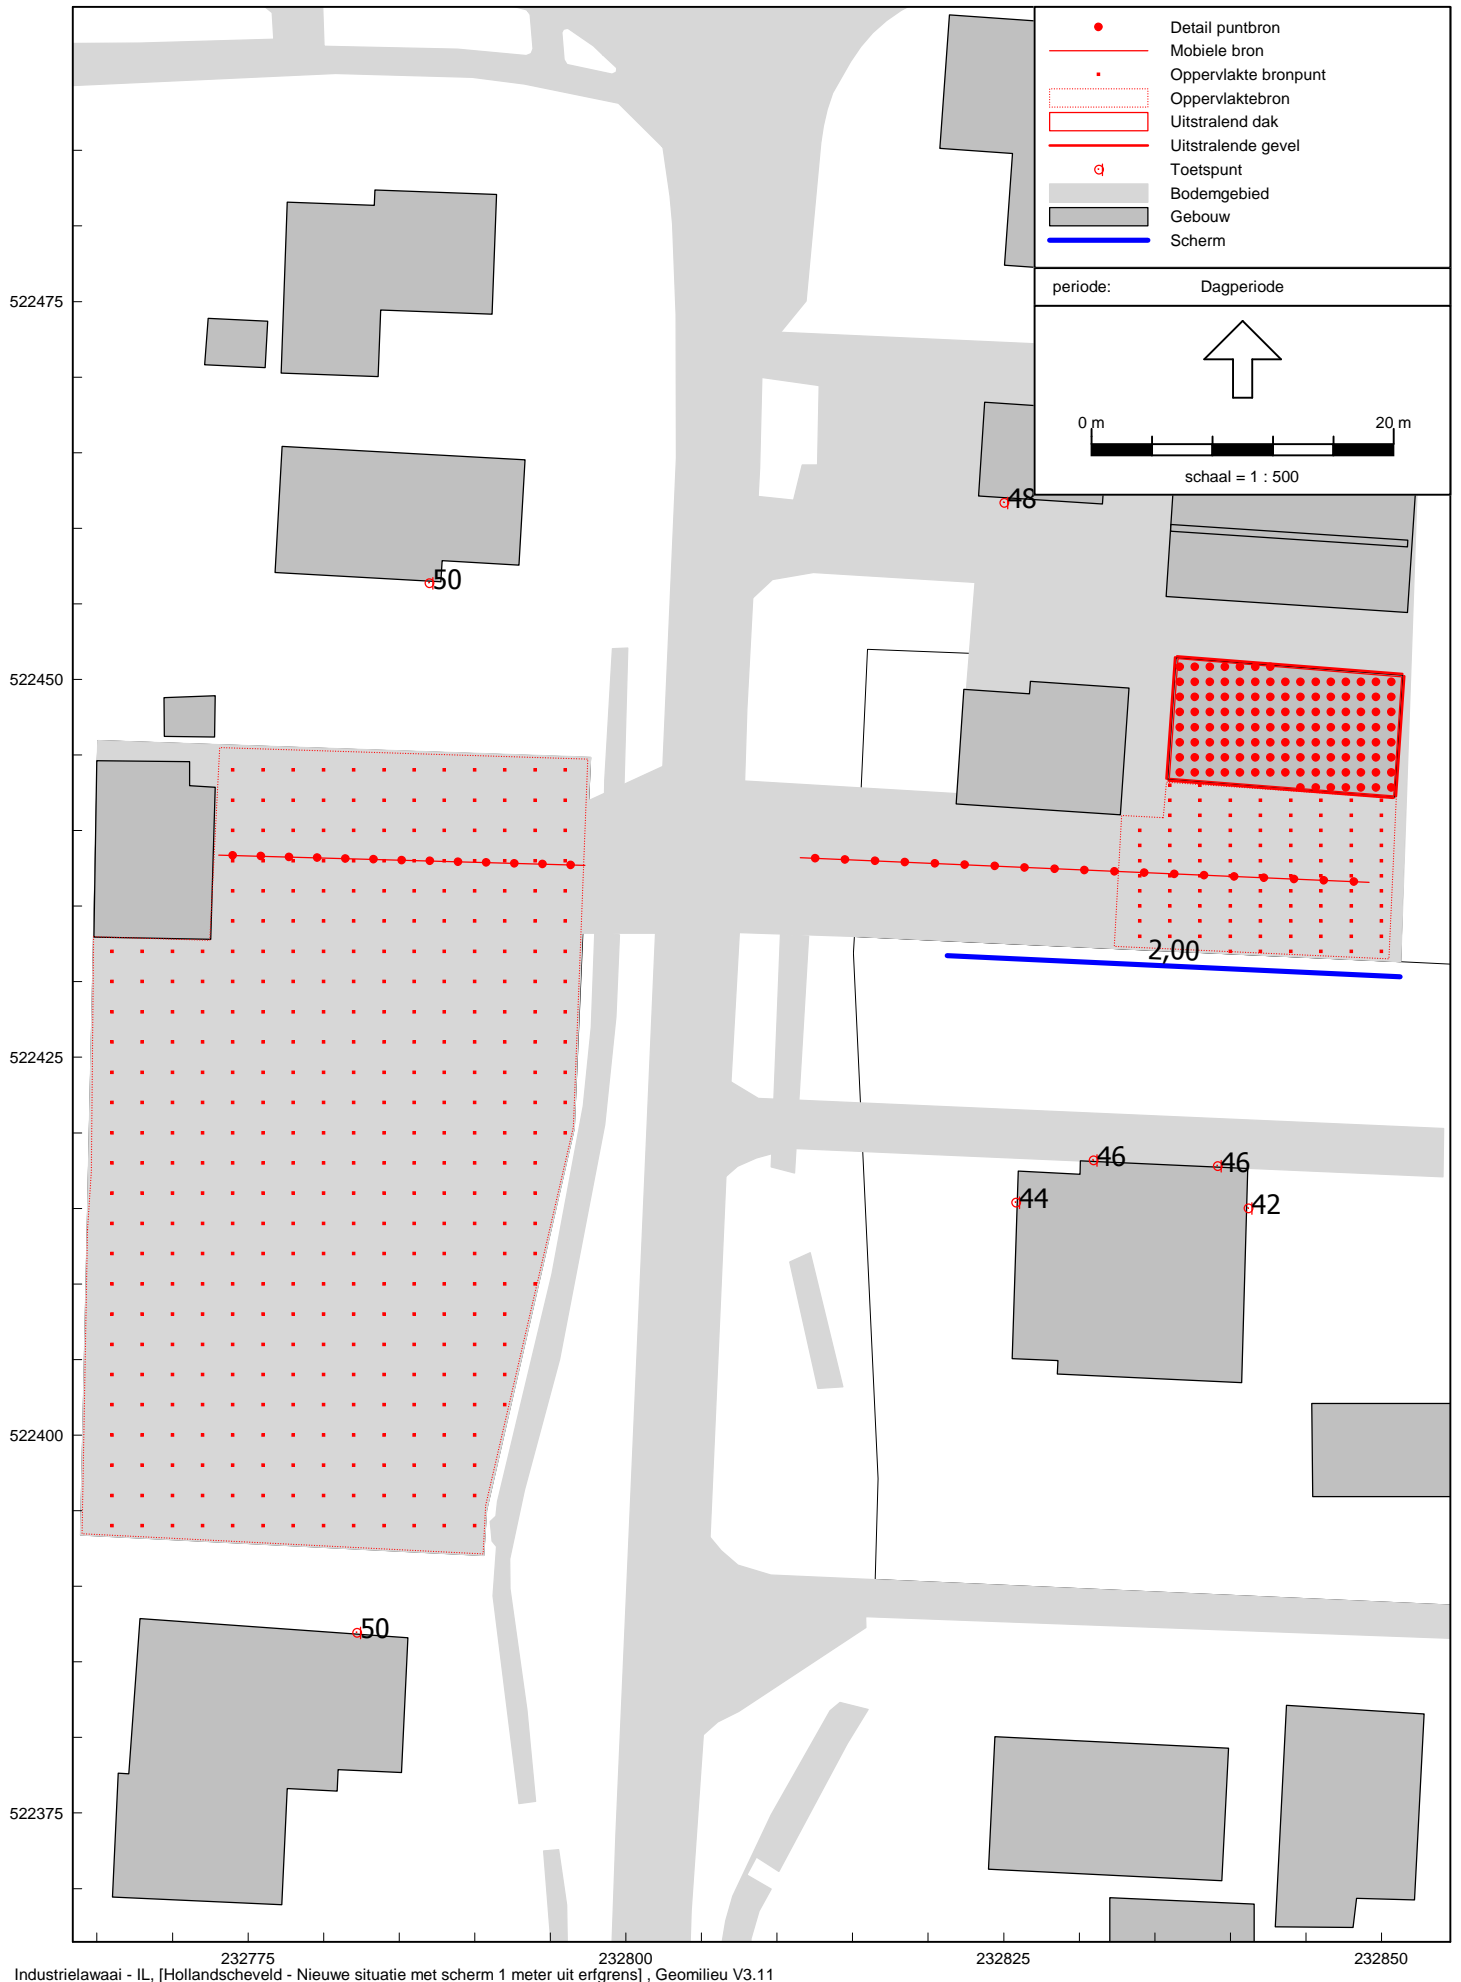 Detail puntbron
Mobiele bron
Oppervlakte bronpunt
Oppervlaktebron
Uitstralend dak
Uitstralende gevel
Toetspunt
Bodemgebied
Gebouw
Scherm
periode: Dagperiode
522475
0 m 20 m
schaal = 1 : 500
48
50
522450
2,00
522425
46
46
44
42
522400
50
522375
232775 232800 232825 232850
Industrielawaai - IL, [Hollandscheveld - Nieuwe situatie met scherm 1 meter uit erfgrens] , Geomilieu V3.11